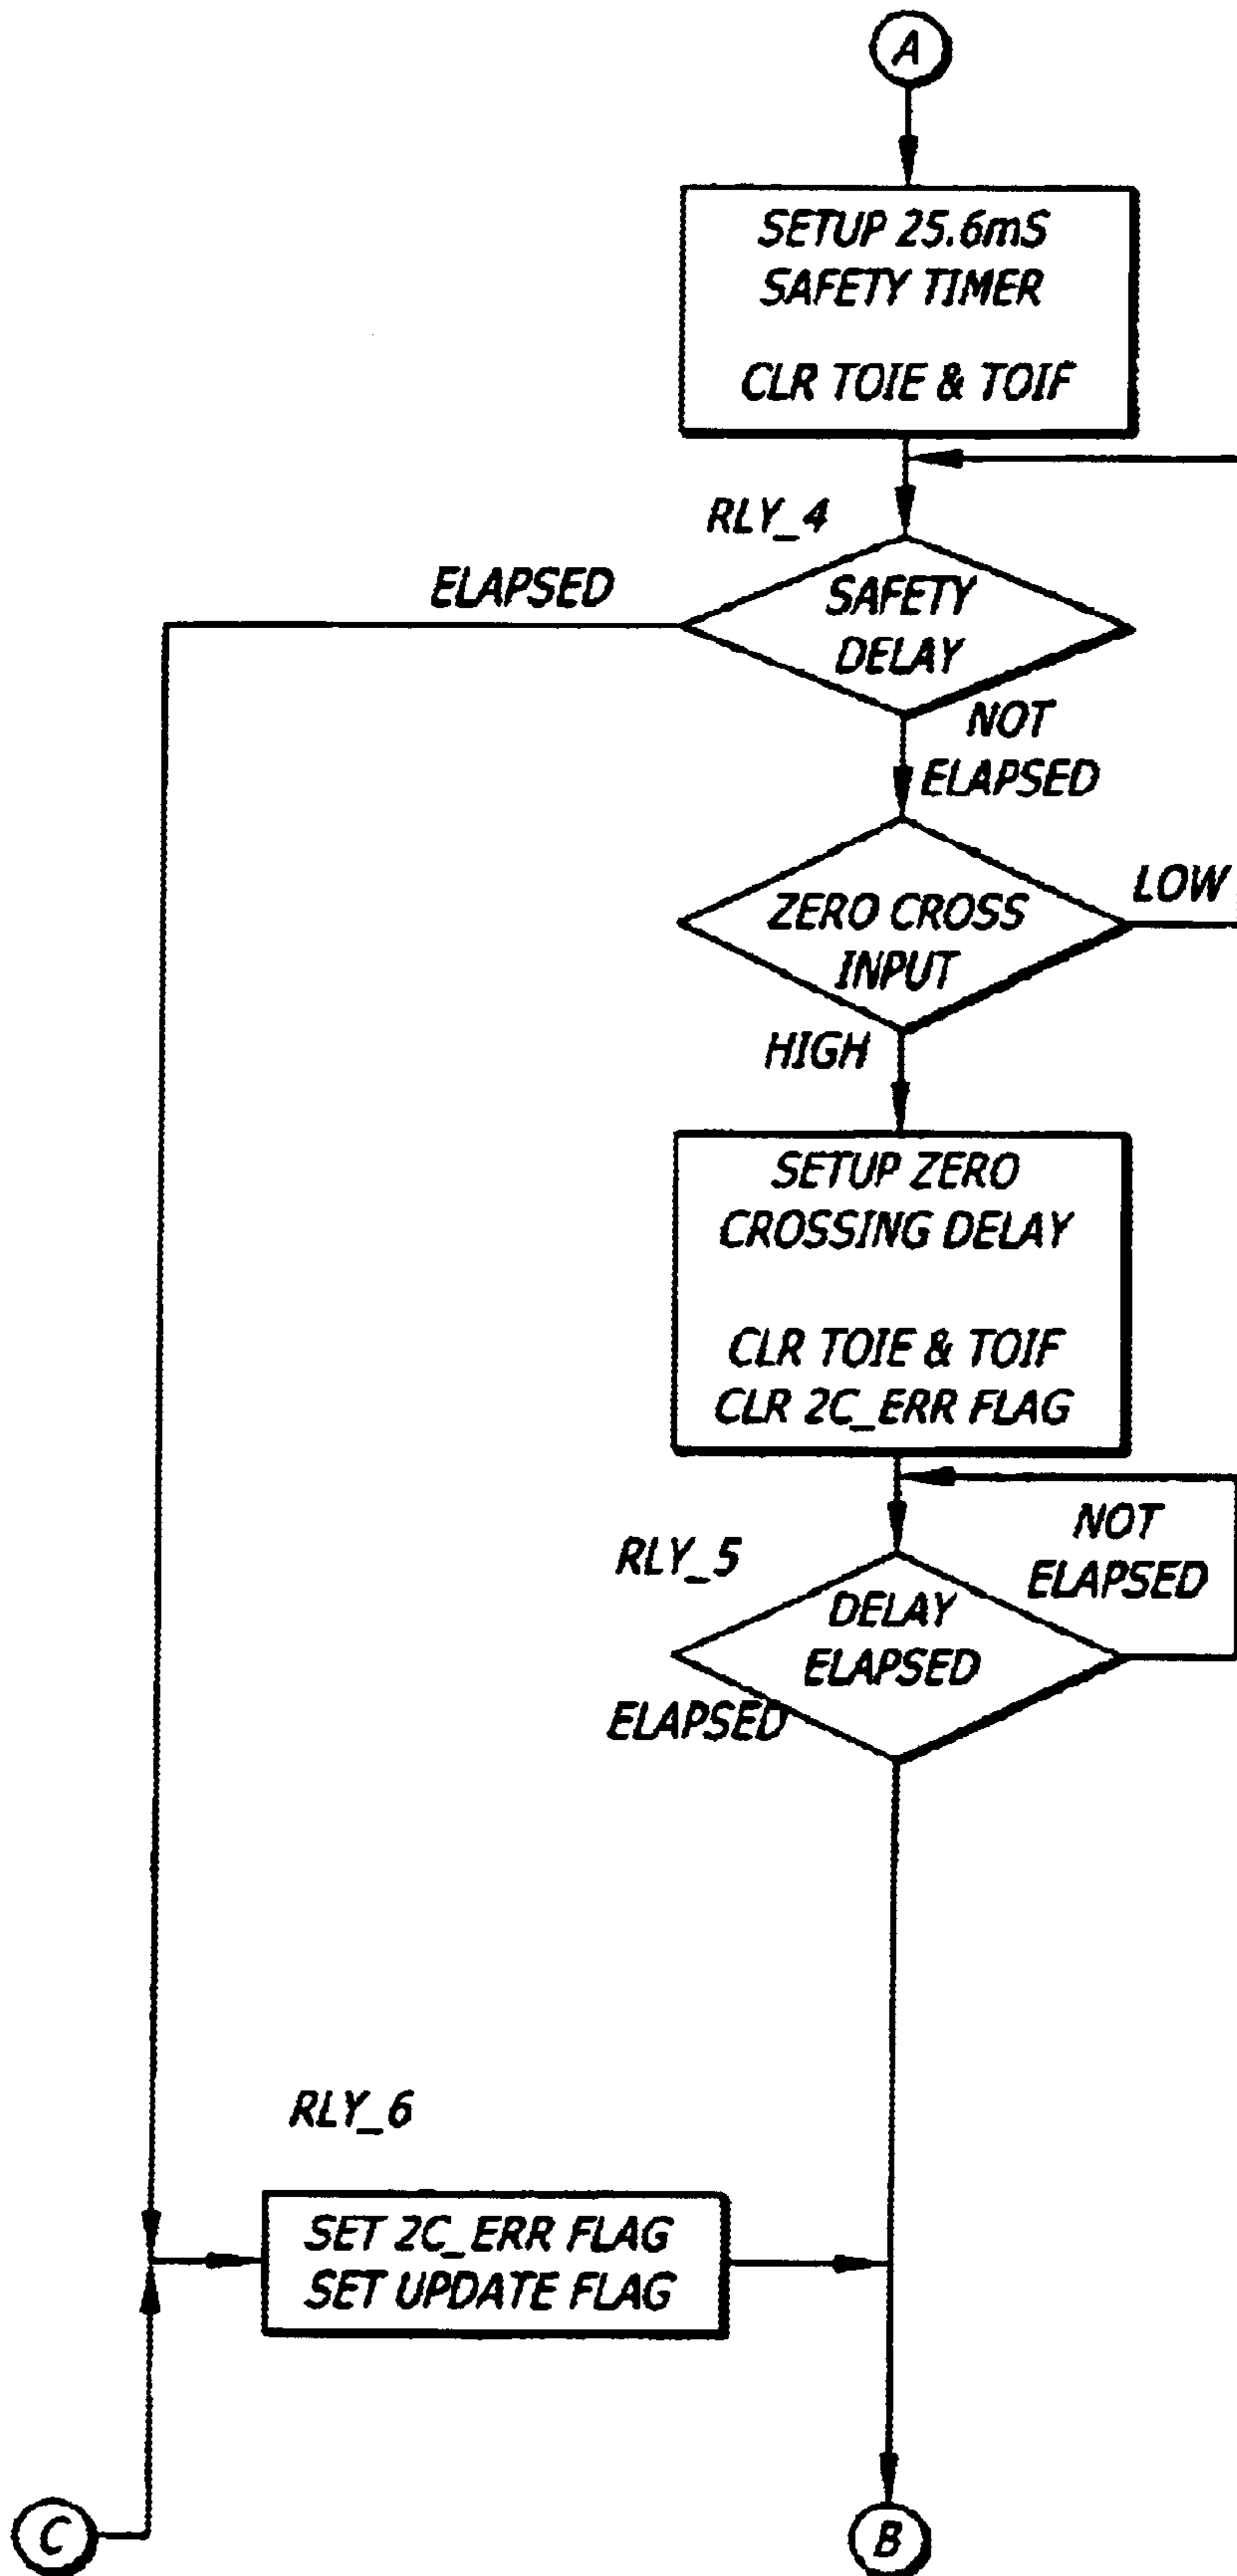 A
SETUP 25.6mS
SAFETY TIMER
CLR TOIE & TOIF
RLY_4
ELAPSED
SAFETY
DELAY
NOT
ELAPSED
ZERO CROSS
INPUT
LOW
HIGH
SETUP ZERO
CROSSING DELAY
CLR TOIE & TOIF
CLR 2C_ERR FLAG
RLY_5
NOT
ELAPSED
DELAY
ELAPSED
ELAPSED
RLY_6
SET 2C_ERR FLAG
SET UPDATE FLAG
C
B